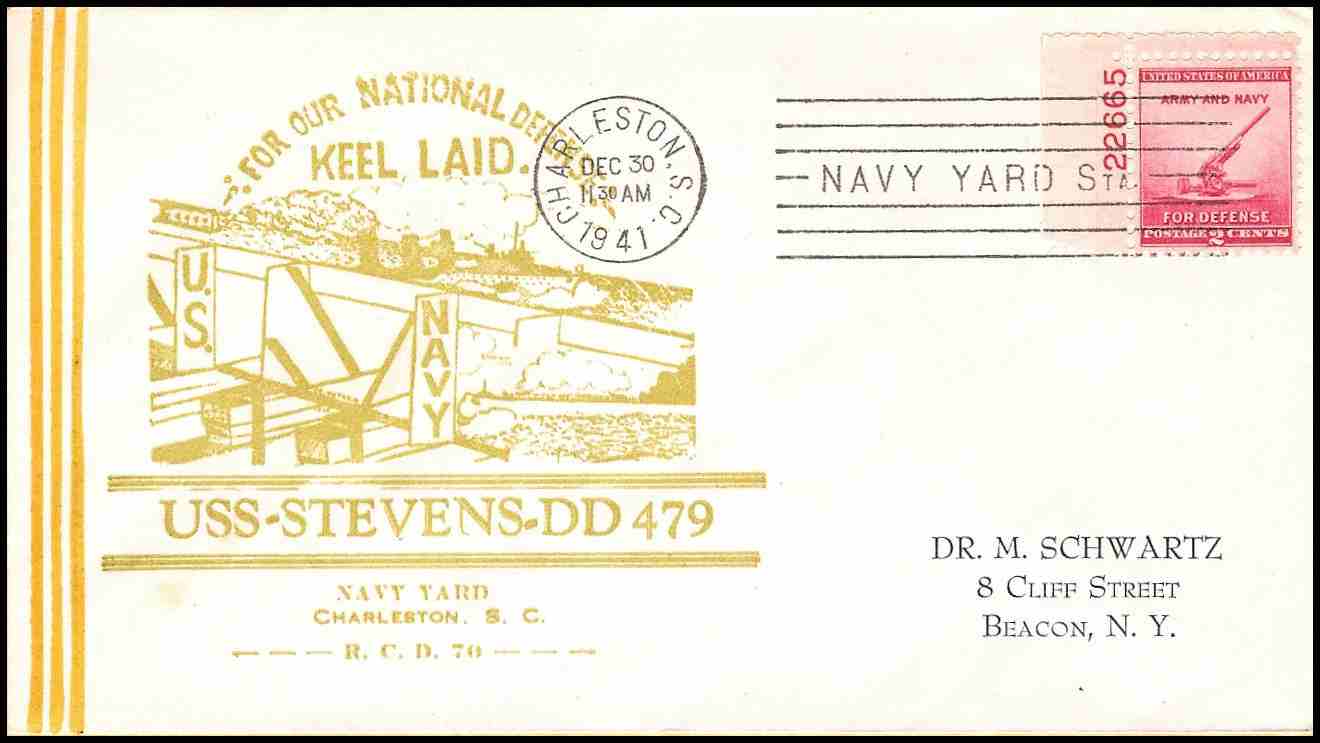 FOR OUR NATIONAL DEFENSE
KEEL LAID.
U.S.
NAVY
USS-STEVENS-DD 479
NAVY YARD
CHARLESTON, S. C.
R. C. D. 70
CHARLESTON, S.C.
DEC 30
11 30 AM
1941
NAVY YARD STA.
22665
UNITED STATES OF AMERICA
ARMY AND NAVY
FOR DEFENSE
POSTAGE 2 CENTS
DR. M. SCHWARTZ
8 CLIFF STREET
BEACON, N. Y.